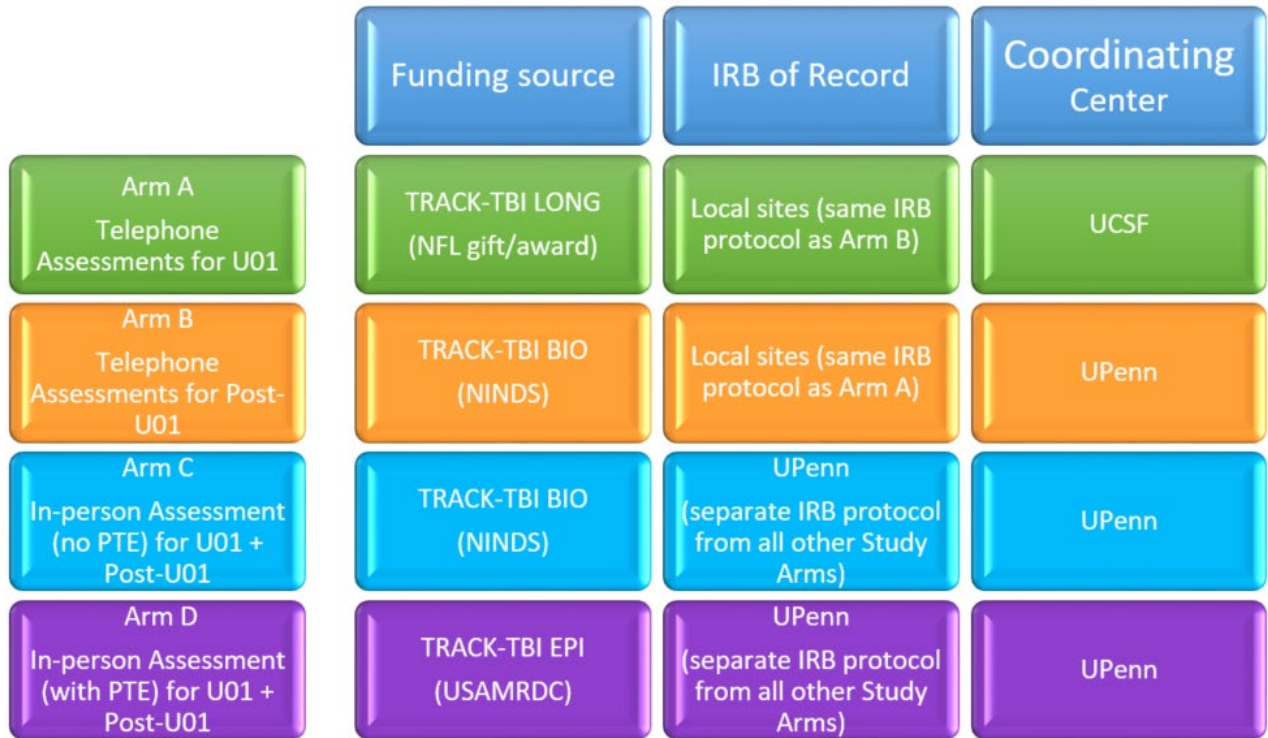 Funding source
IRB of Record
Coordinating
Center
Arm A
Telephone
Assessments for U01
TRACK-TBI LONG
(NFL gift/award)
Local sites (same IRB
protocol as Arm B)
UCSF
Arm B
Telephone
Assessments for Post-
U01
TRACK-TBI BIO
(NINDS)
Local sites (same IRB
protocol as Arm A)
UPenn
Arm C
In-person Assessment
(no PTE) for U01 +
Post-U01
TRACK-TBI BIO
(NINDS)
UPenn
(separate IRB protocol
from all other Study
Arms)
UPenn
Arm D
In-person Assessment
(with PTE) for U01 +
Post-U01
TRACK-TBI EPI
(USAMRDC)
UPenn
(separate IRB protocol
from all other Study
Arms)
UPenn